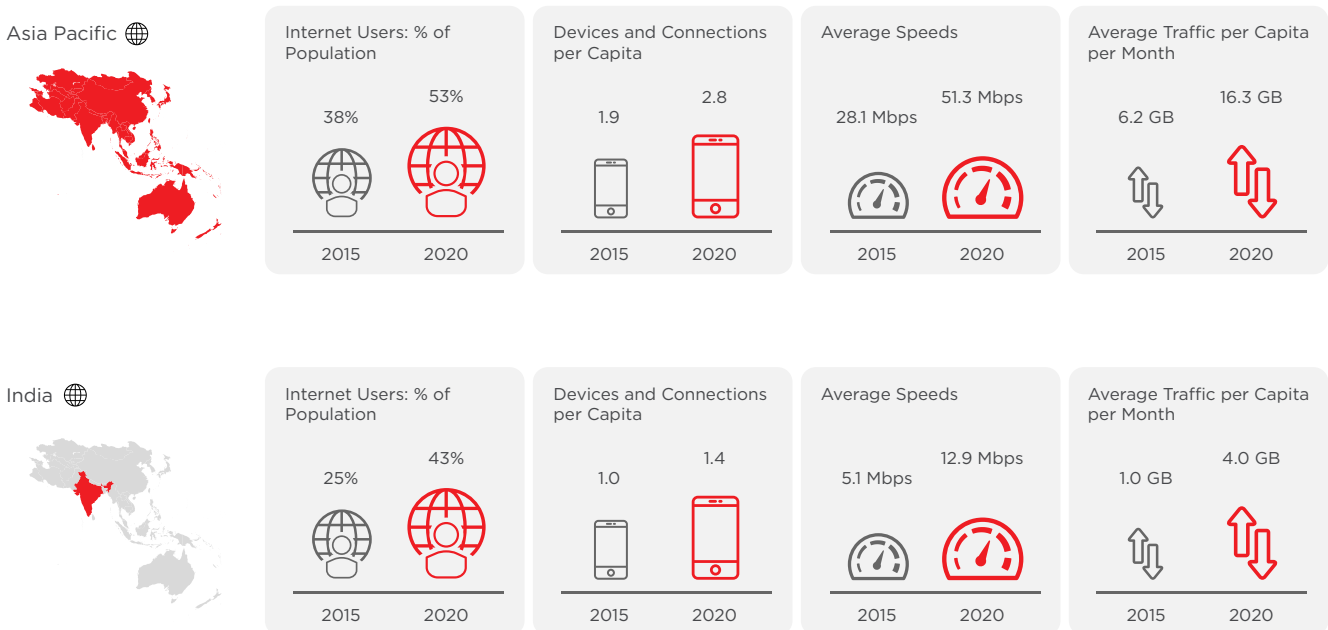 Asia Pacific
Internet Users: % of
Population
38%
53%
2015
2020
Devices and Connections
per Capita
1.9
2.8
2015
2020
Average Speeds
28.1 Mbps
51.3 Mbps
2015
2020
Average Traffic per Capita
per Month
6.2 GB
16.3 GB
2015
2020
India
Internet Users: % of
Population
25%
43%
2015
2020
Devices and Connections
per Capita
1.0
1.4
2015
2020
Average Speeds
5.1 Mbps
12.9 Mbps
2015
2020
Average Traffic per Capita
per Month
1.0 GB
4.0 GB
2015
2020